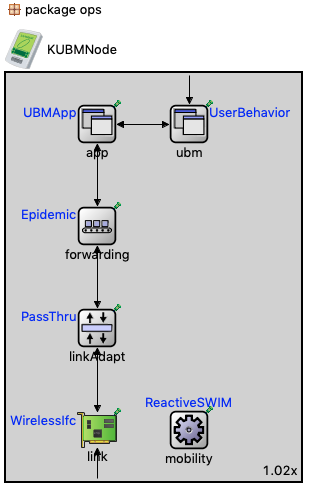 package ops
KUBMNode
UBMApp
UserBehavior
app
ubm
Epidemic
forwarding
PassThru
linkAdapt
ReactiveSWIM
WirelessIfc
link
mobility
1.02x